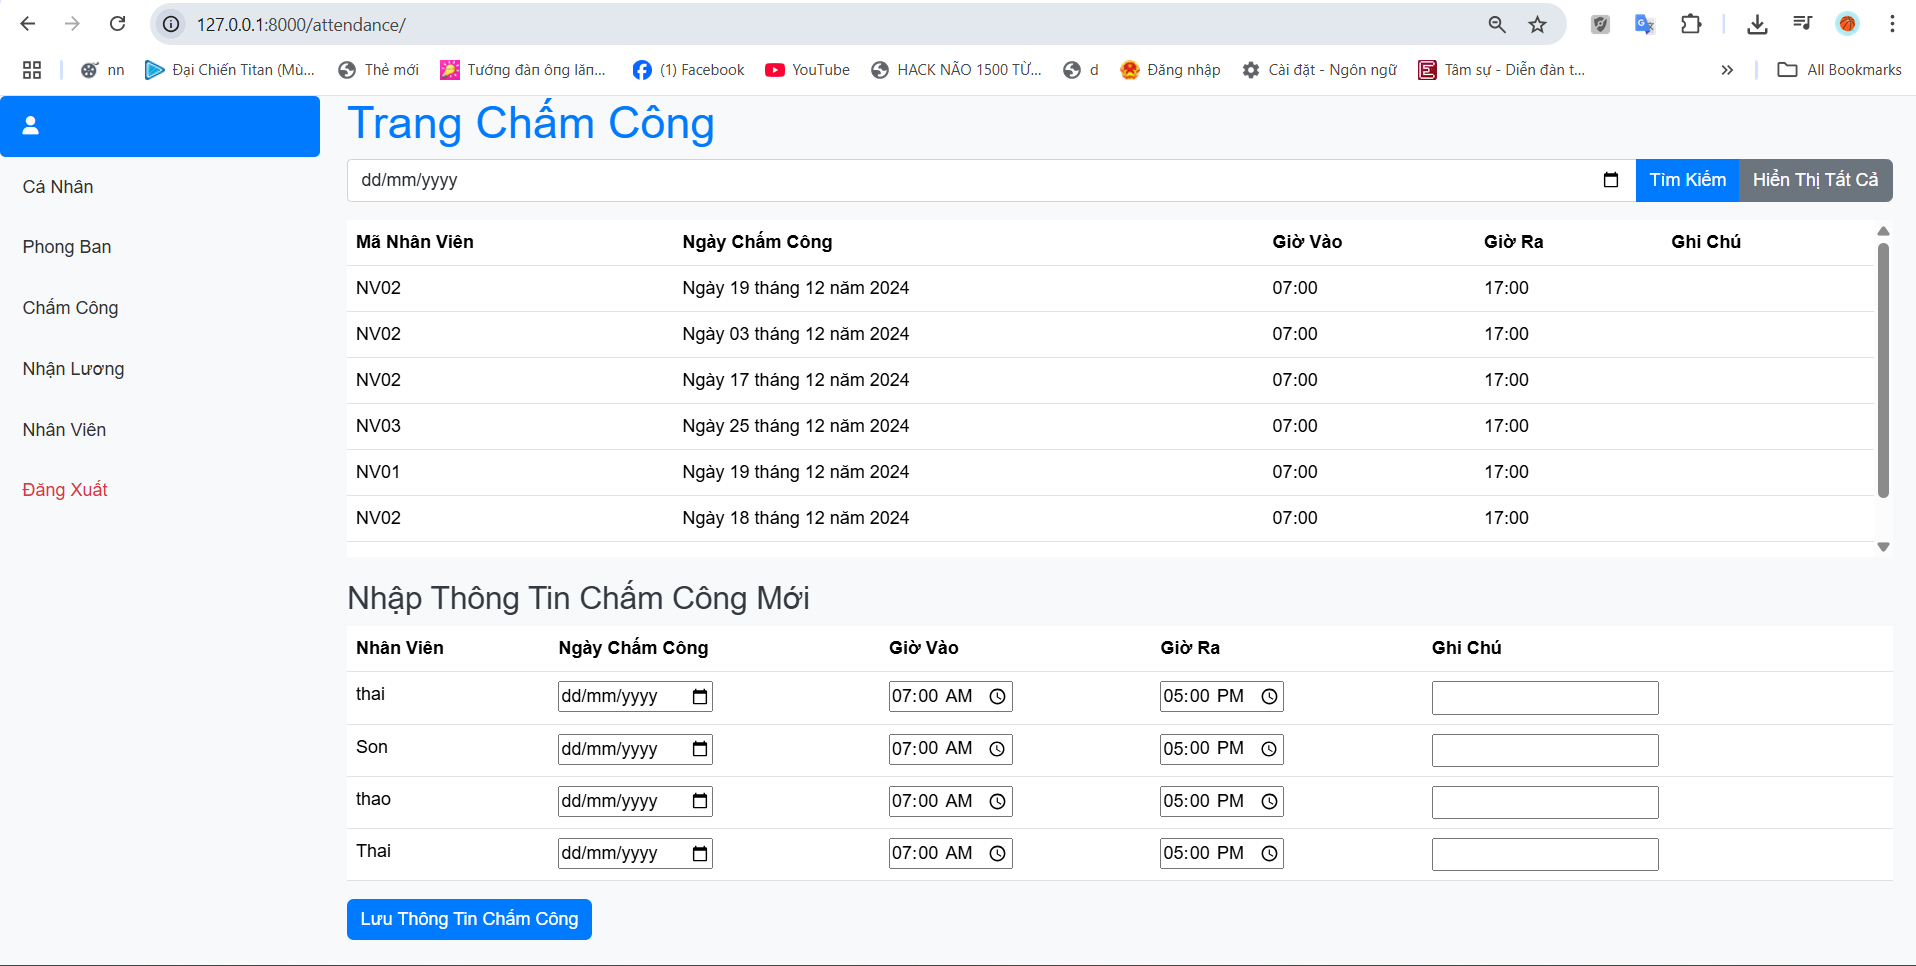 127.0.0.1:8000/attendance/
nn Đại Chiến Titan (Mù... Thẻ mới Tướng đàn ông lăn... (1) Facebook YouTube HACK NÃO 1500 TỪ... d Đăng nhập Cài đặt - Ngôn ngữ Tâm sự - Diễn đàn t... All Bookmarks
Cá Nhân
Phong Ban
Chấm Công
Nhận Lương
Nhân Viên
Đăng Xuất
Trang Chấm Công
dd/mm/yyyy Tìm Kiếm Hiển Thị Tất Cả
Mã Nhân Viên Ngày Chấm Công Giờ Vào Giờ Ra Ghi Chú
NV02 Ngày 19 tháng 12 năm 2024 07:00 17:00
NV02 Ngày 03 tháng 12 năm 2024 07:00 17:00
NV02 Ngày 17 tháng 12 năm 2024 07:00 17:00
NV03 Ngày 25 tháng 12 năm 2024 07:00 17:00
NV01 Ngày 19 tháng 12 năm 2024 07:00 17:00
NV02 Ngày 18 tháng 12 năm 2024 07:00 17:00
Nhập Thông Tin Chấm Công Mới
Nhân Viên Ngày Chấm Công Giờ Vào Giờ Ra Ghi Chú
thai dd/mm/yyyy 07:00 AM 05:00 PM
Son dd/mm/yyyy 07:00 AM 05:00 PM
thao dd/mm/yyyy 07:00 AM 05:00 PM
Thai dd/mm/yyyy 07:00 AM 05:00 PM
Lưu Thông Tin Chấm Công